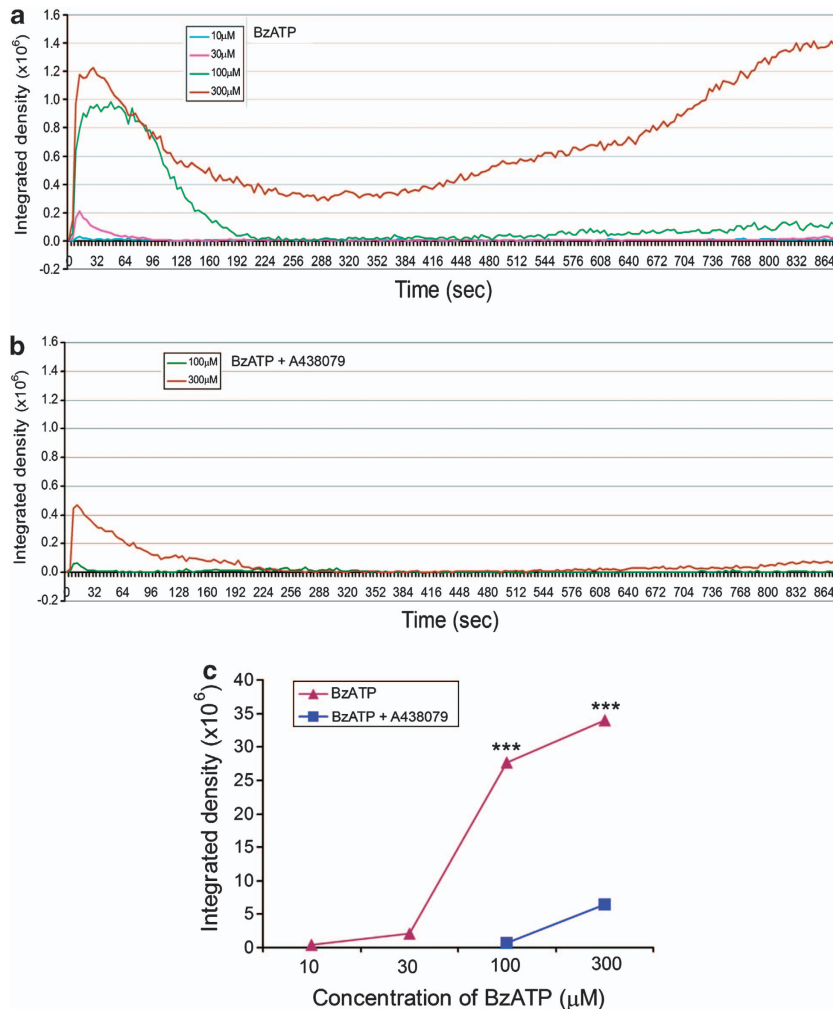 a
Integrated density (x10⁶)
1.6
1.4
1.2
1.0
0.8
0.6
0.4
0.2
0.0
-0.2
10μM
30μM
100μM
300μM
BzATP
0 32 64 96 128 160 192 224 256 288 320 352 384 416 448 480 512 544 576 608 640 672 704 736 768 800 832 864
Time (sec)
b
Integrated density (x10⁶)
1.6
1.4
1.2
1.0
0.8
0.6
0.4
0.2
0.0
-0.2
100μM
300μM
BzATP + A438079
0 32 64 96 128 160 192 224 256 288 320 352 384 416 448 480 512 544 576 608 640 672 704 736 768 800 832 864
Time (sec)
c
Integrated density (x10⁶)
40
35
30
25
20
15
10
5
0
BzATP
BzATP + A438079
***
***
10 30 100 300
Concentration of BzATP (μM)